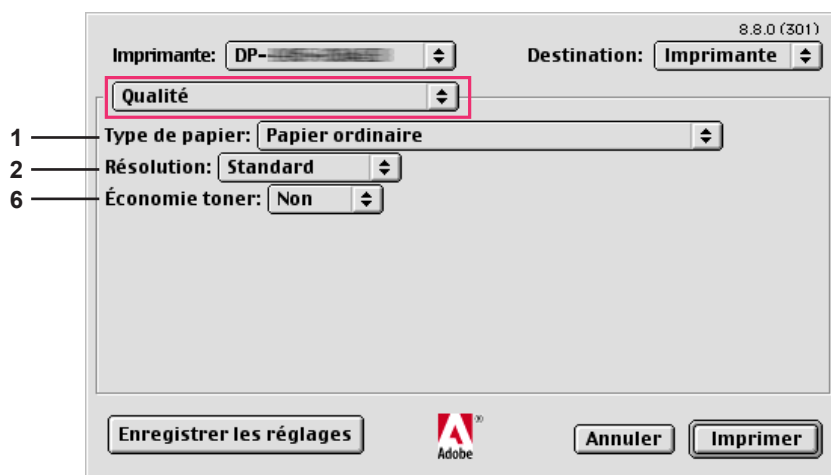 8.8.0 (301)
Imprimante: DP- Destination: Imprimante
Qualité
1 Type de papier: Papier ordinaire
2 Résolution: Standard
6 Économie toner: Non
Enregistrer les réglages Adobe ® Annuler Imprimer